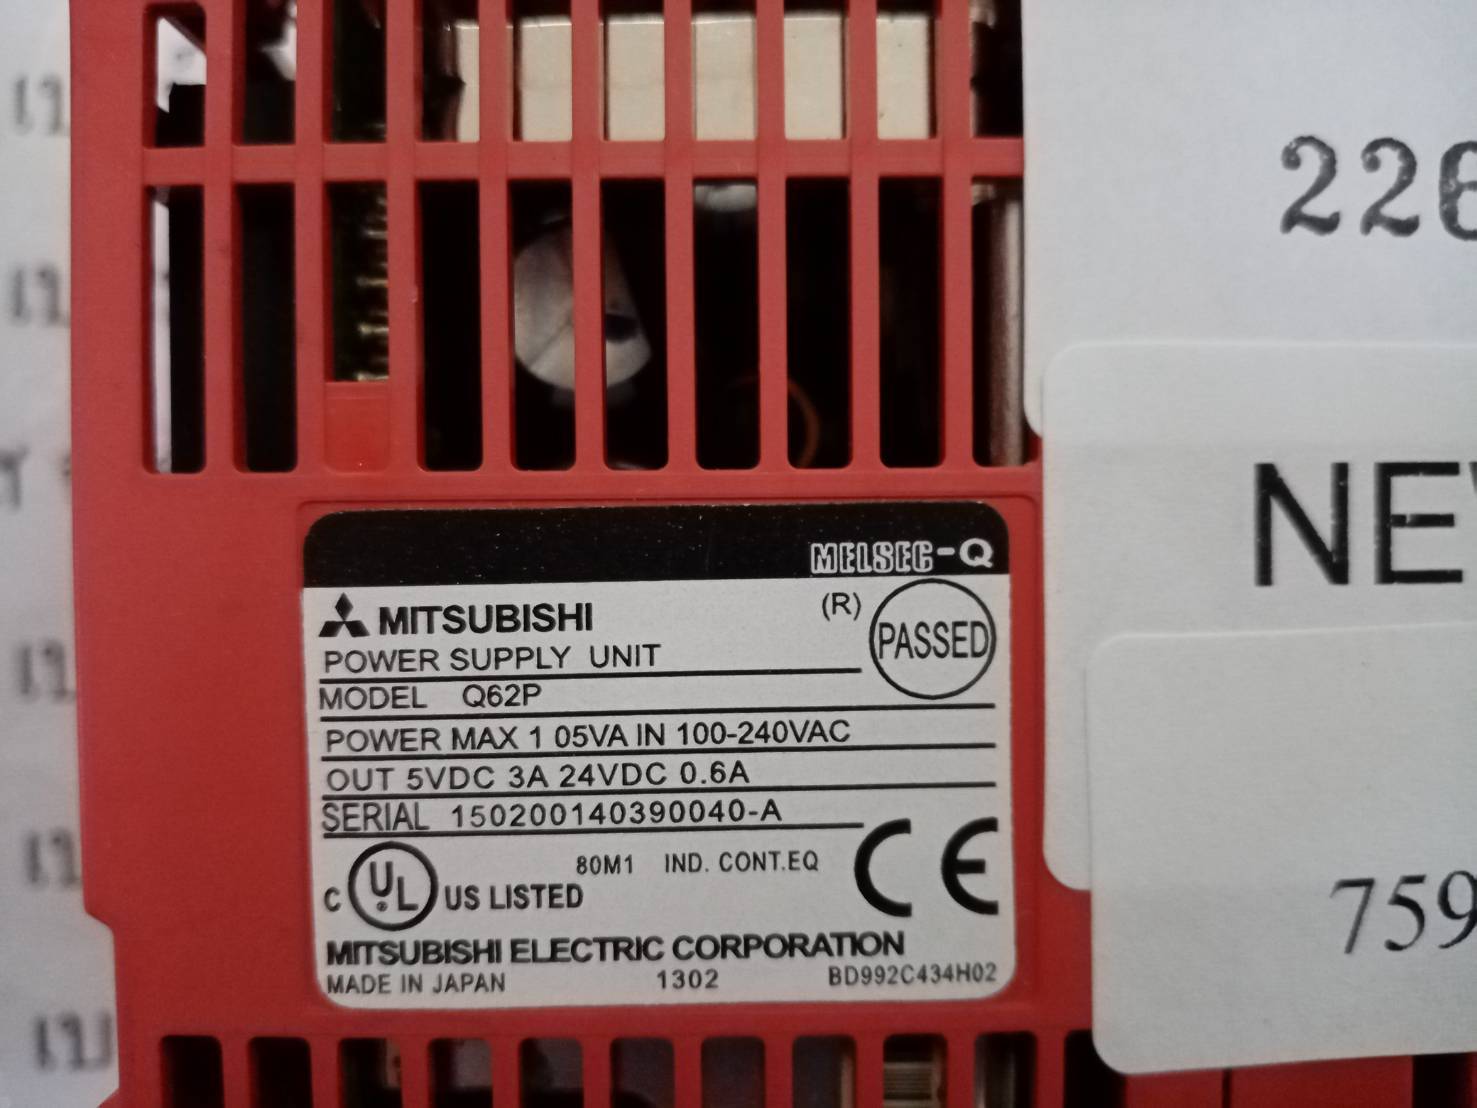 226
NEW
759
MELSEC-Q
MITSUBISHI
(R)
PASSED
POWER SUPPLY UNIT
MODEL Q62P
POWER MAX 1 05VA IN 100-240VAC
OUT 5VDC 3A 24VDC 0.6A
SERIAL 150200140390040-A
80M1 IND. CONT.EQ
C UL ® US LISTED
CE
MITSUBISHI ELECTRIC CORPORATION
MADE IN JAPAN 1302 BD992C434H02